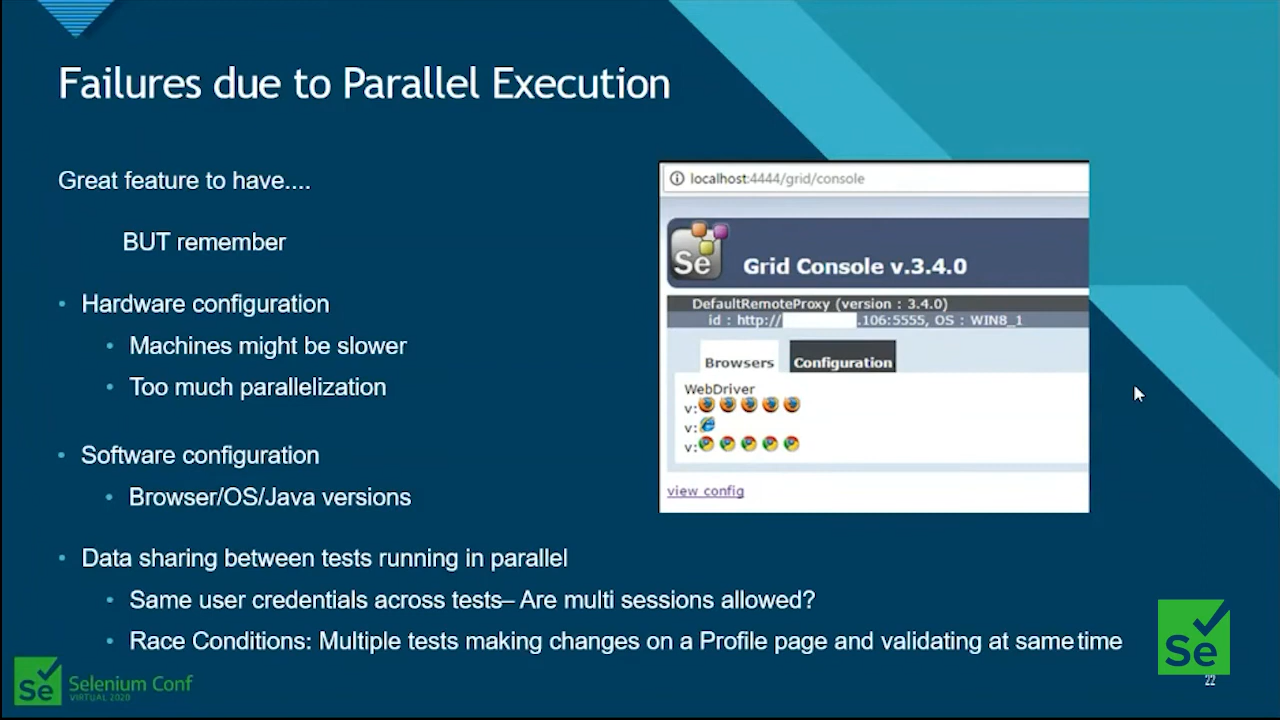 Failures due to Parallel Execution
Great feature to have....
BUT remember
• Hardware configuration
• Machines might be slower
• Too much parallelization
• Software configuration
• Browser/OS/Java versions
• Data sharing between tests running in parallel
• Same user credentials across tests– Are multi sessions allowed?
• Race Conditions: Multiple tests making changes on a Profile page and validating at same time
localhost:4444/grid/console
Se
Grid Console v.3.4.0
DefaultRemoteProxy (version : 3.4.0)
id : http:// .106:5555, OS : WIN8_1
Browsers
Configuration
WebDriver
v:
v:
v:
view config
Se
Selenium Conf
VIRTUAL 2020
Se
22